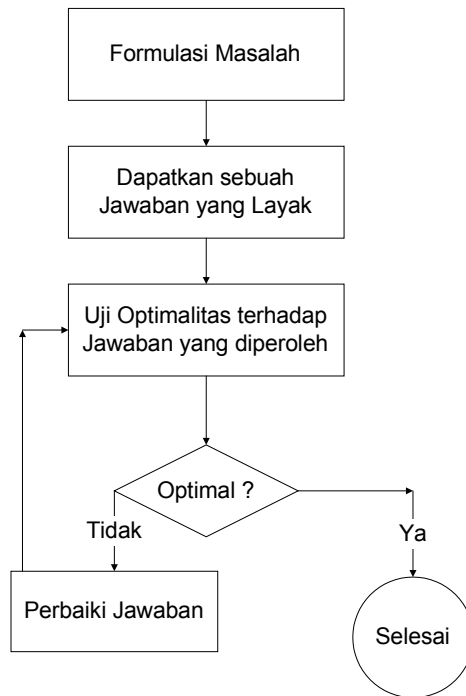 Formulasi Masalah
Dapatkan sebuah
Jawaban yang Layak
Uji Optimalitas terhadap
Jawaban yang diperoleh
Optimal ?
Tidak
Ya
Perbaiki Jawaban
Selesai